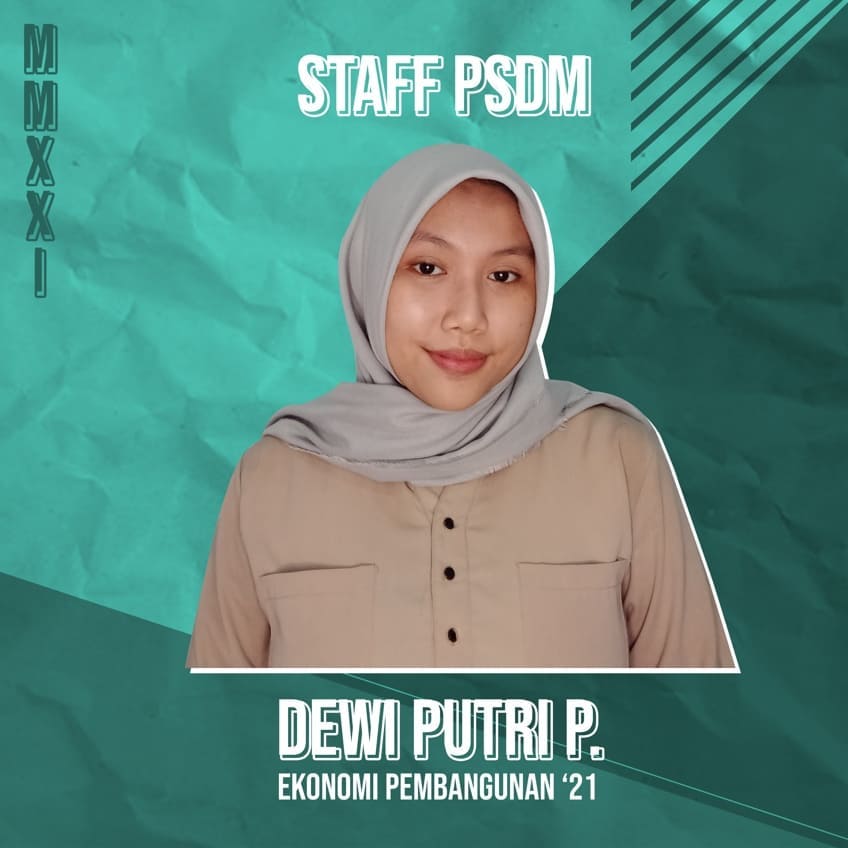 MMXXI
STAFF PSDM
DEWI PUTRI P.
EKONOMI PEMBANGUNAN ‘21